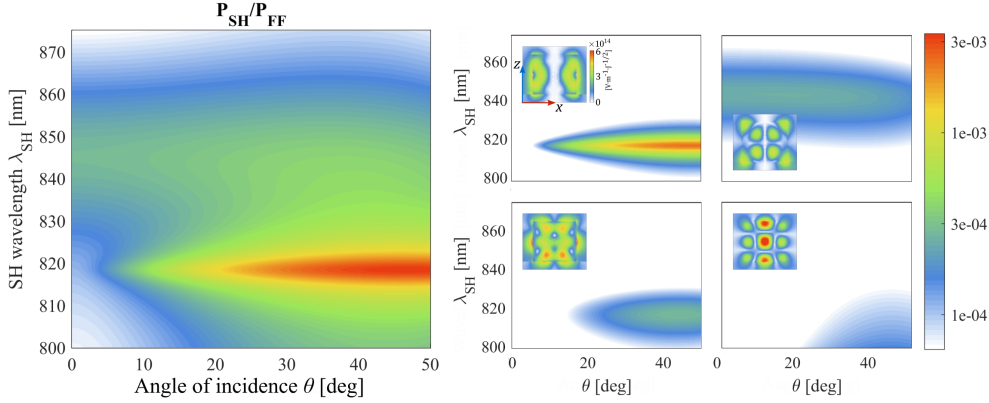 P_SH/P_FF
SH wavelength λ_SH [nm]
870
860
850
840
830
820
810
800
0
10
20
30
40
50
Angle of incidence θ [deg]
λ_SH [nm]
860
840
820
800
z
x
×10^14
6
3
0
[V·m^-1·J^-1/2]
λ_SH [nm]
860
840
820
800
0
20
40
θ [deg]
0
20
40
θ [deg]
3e-03
1e-03
3e-04
1e-04